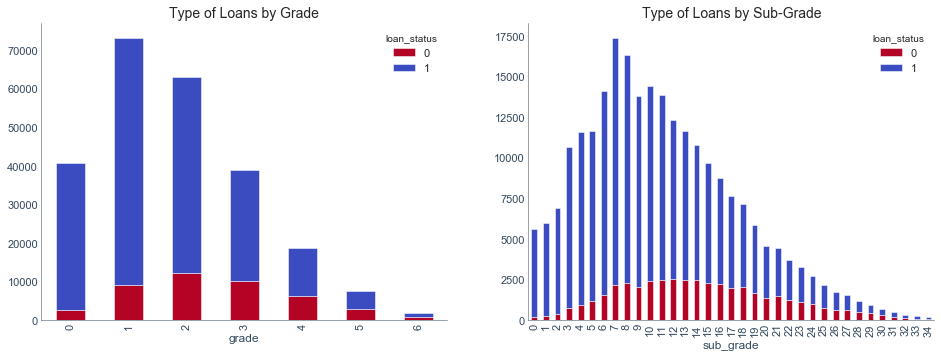 Type of Loans by Grade
loan_status
0
1
70000
60000
50000
40000
30000
20000
10000
0
0 1 2 3 4 5 6
grade
Type of Loans by Sub-Grade
loan_status
0
1
17500
15000
12500
10000
7500
5000
2500
0
0 1 2 3 4 5 6 7 8 9 10 11 12 13 14 15 16 17 18 19 20 21 22 23 24 25 26 27 28 29 30 31 32 33 34
sub_grade